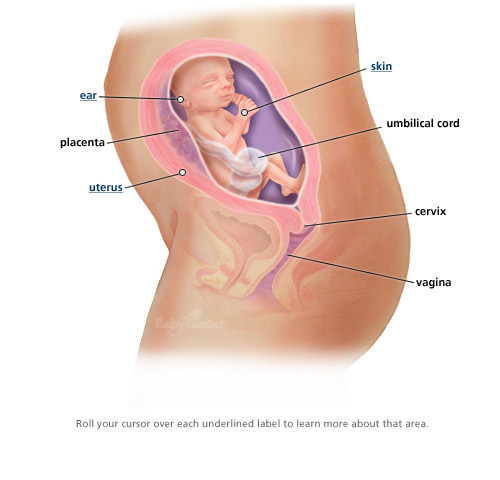 skin
ear
umbilical cord
placenta
uterus
cervix
vagina
BabyCenter
Roll your cursor over each underlined label to learn more about that area.